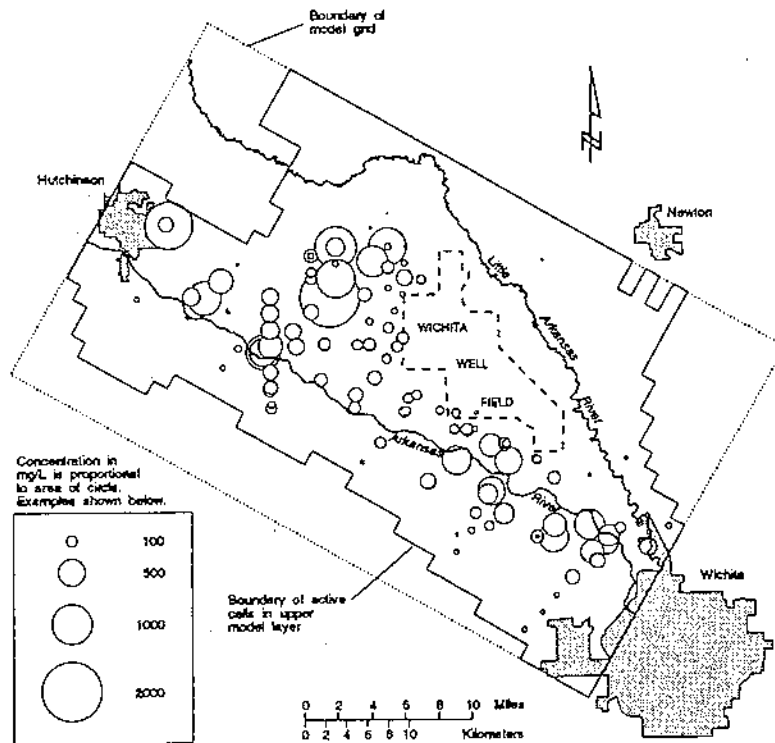 Boundary of
model grid
Hutchinson
N
Newton
Little
Arkansas
River
WICHITA
WELL
FIELD
Arkansas
River
Concentration in
mg/L is proportional
to area of circle.
Examples shown below.
100
500
1000
2000
Boundary of active
cells in upper
model layer
Wichita
0 2 4 6 8 10 Miles
0 2 4 6 8 10
Kilometers